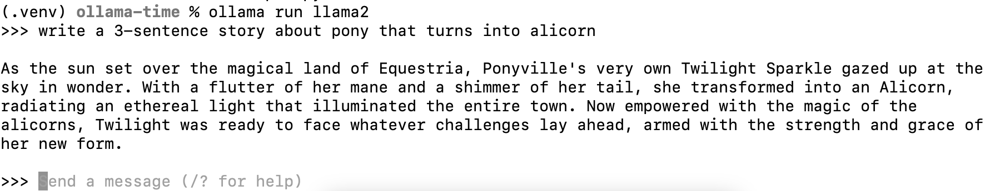 (.venv) ollama-time % ollama run llama2
>>> write a 3-sentence story about pony that turns into alicorn
As the sun set over the magical land of Equestria, Ponyville's very own Twilight Sparkle gazed up at the
sky in wonder. With a flutter of her mane and a shimmer of her tail, she transformed into an Alicorn,
radiating an ethereal light that illuminated the entire town. Now empowered with the magic of the
alicorns, Twilight was ready to face whatever challenges lay ahead, armed with the strength and grace of
her new form.
>>> Send a message (/? for help)